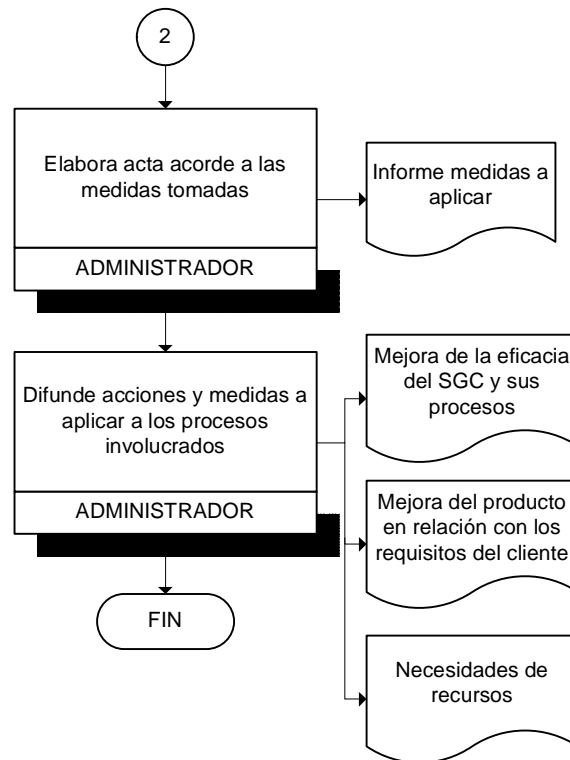 2
Elabora acta acorde a las
medidas tomadas
ADMINISTRADOR
Informe medidas a
aplicar
Difunde acciones y medidas a
aplicar a los procesos
involucrados
ADMINISTRADOR
Mejora de la eficacia
del SGC y sus
procesos
Mejora del producto
en relación con los
requisitos del cliente
Necesidades de
recursos
FIN